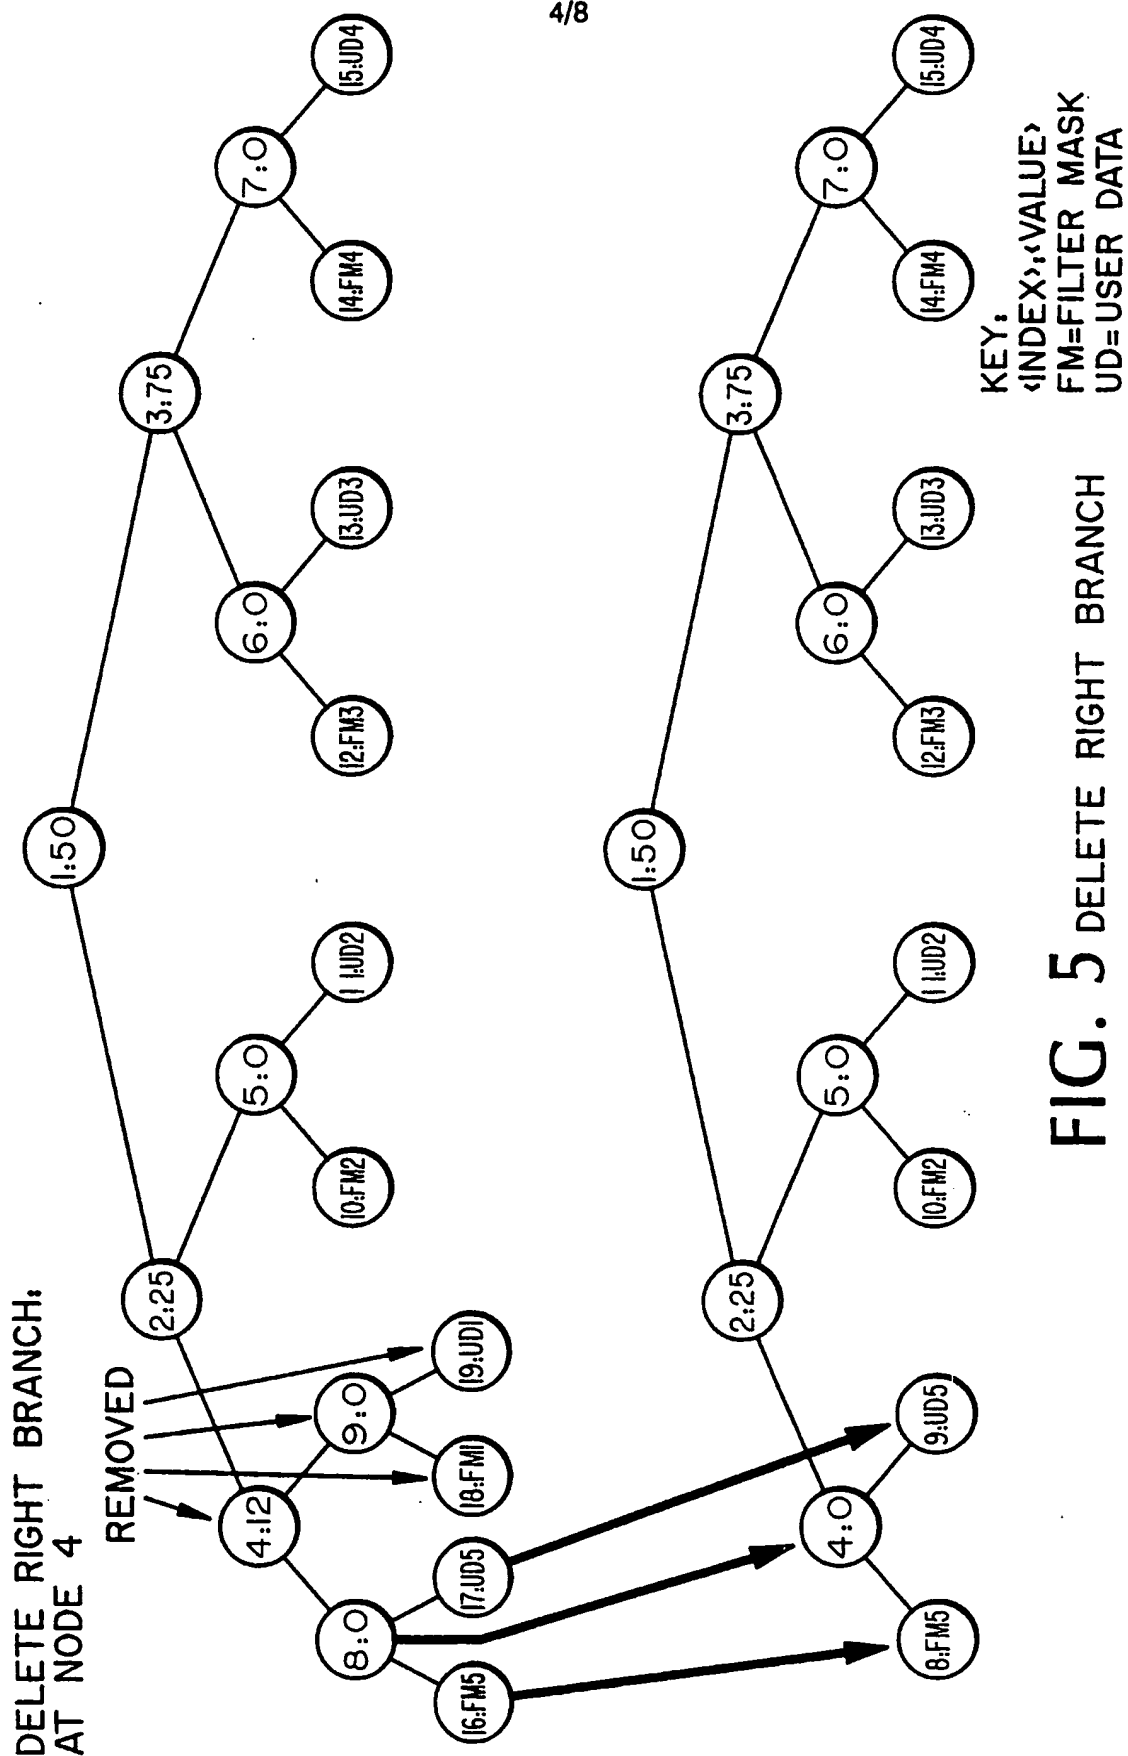 4/8
DELETE RIGHT BRANCH:
AT NODE 4
REMOVED
1:50
2:25
3:75
4:12
5:0
6:0
7:0
8:0
9:0
10:FM2
11:UD2
12:FM3
13:UD3
14:FM4
15:UD4
16:FM5
17:UD5
18:FM1
19:UD1
1:50
2:25
3:75
4:0
5:0
6:0
7:0
8:FM5
9:UD5
10:FM2
11:UD2
12:FM3
13:UD3
14:FM4
15:UD4
KEY:
<INDEX>:<VALUE>
FM=FILTER MASK
UD=USER DATA
FIG. 5 DELETE RIGHT BRANCH